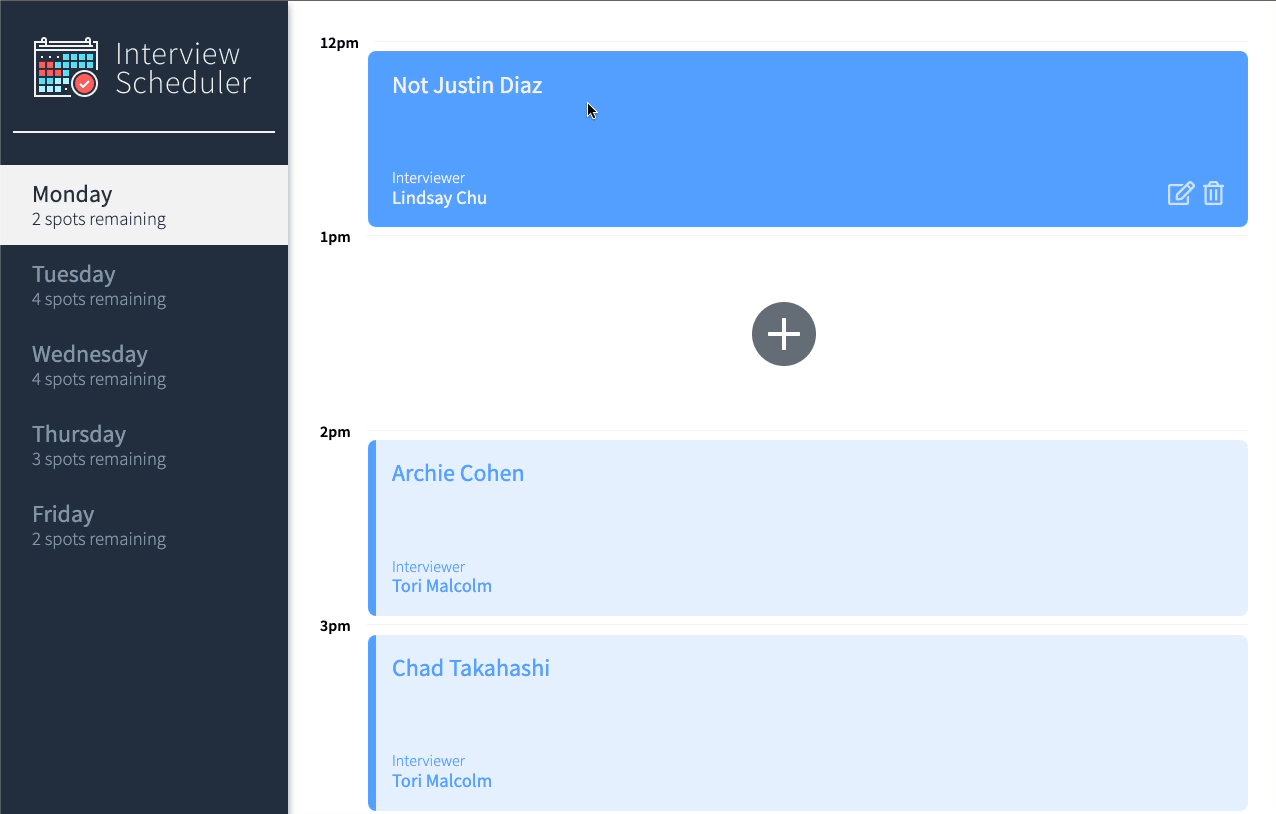 Interview
Scheduler
Monday
2 spots remaining
Tuesday
4 spots remaining
Wednesday
4 spots remaining
Thursday
3 spots remaining
Friday
2 spots remaining
12pm
Not Justin Diaz
Interviewer
Lindsay Chu
1pm
2pm
Archie Cohen
Interviewer
Tori Malcolm
3pm
Chad Takahashi
Interviewer
Tori Malcolm